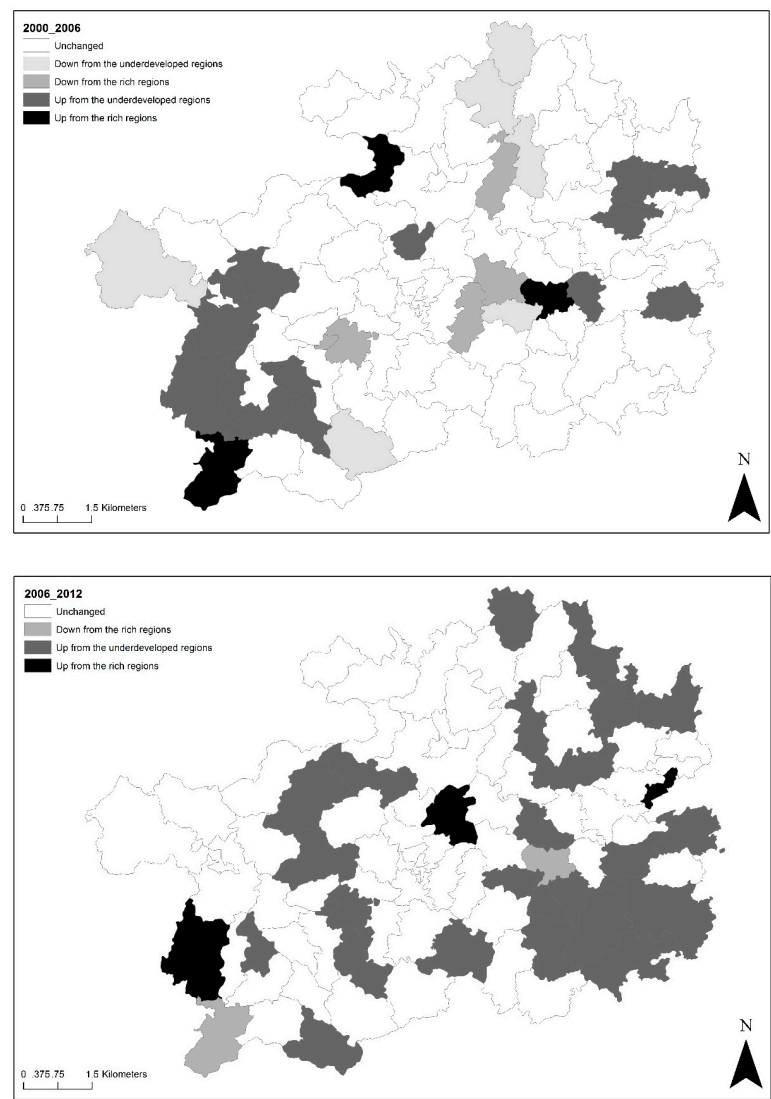 2000_2006
Unchanged
Down from the underdeveloped regions
Down from the rich regions
Up from the underdeveloped regions
Up from the rich regions
N
0 .375.75 1.5 Kilometers
2006_2012
Unchanged
Down from the rich regions
Up from the underdeveloped regions
Up from the rich regions
N
0 .375.75 1.5 Kilometers